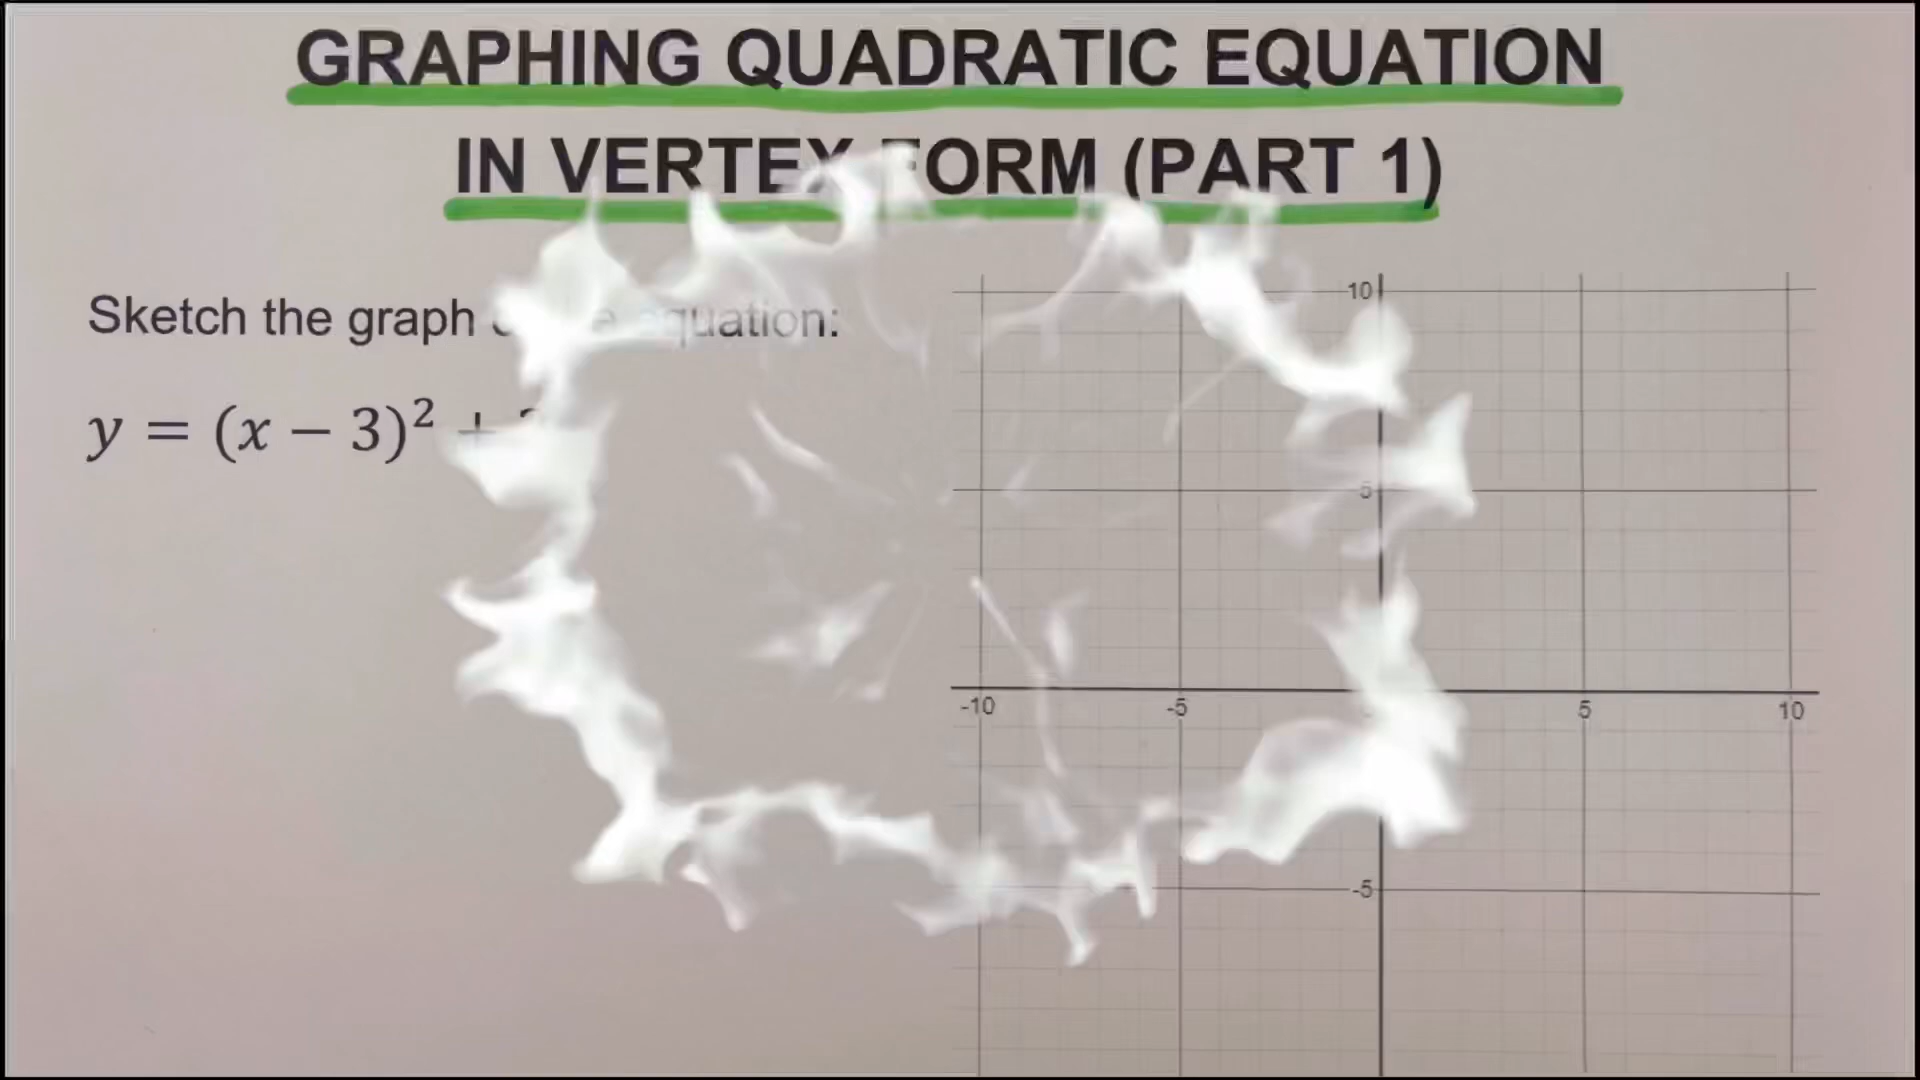 GRAPHING QUADRATIC EQUATION
IN VERTEX FORM (PART 1)
Sketch the graph equation:
y = (x − 3)² +
10
5
-10
-5
5
10
-5